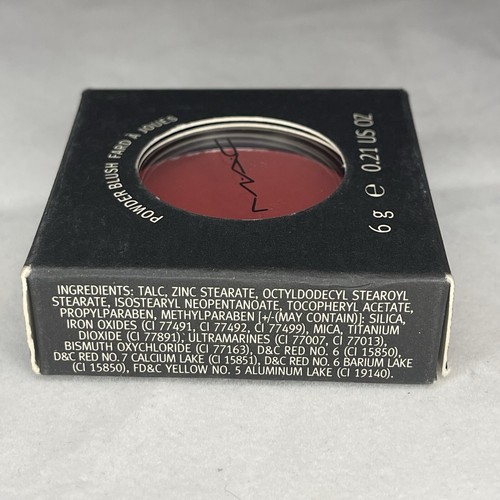 POWDER BLUSH FARD À JOUES
MAC
6 g e 0.21 US OZ
INGREDIENTS: TALC, ZINC STEARATE, OCTYLDODECYL STEAROYL
STEARATE, ISOSTEARYL NEOPENTANOATE, TOCOPHERYL ACETATE,
PROPYLPARABEN, METHYLPARABEN [+/-(MAY CONTAIN)]: SILICA,
IRON OXIDES (CI 77491, CI 77492, CI 77499), MICA, TITANIUM
DIOXIDE (CI 77891), ULTRAMARINES (CI 77007, CI 77013),
BISMUTH OXYCHLORIDE (CI 77163), D&C RED NO. 6 (CI 15850),
D&C RED NO. 7 CALCIUM LAKE (CI 15851), D&C RED NO. 6 BARIUM LAKE
(CI 15850), FD&C YELLOW NO. 5 ALUMINUM LAKE (CI 19140).